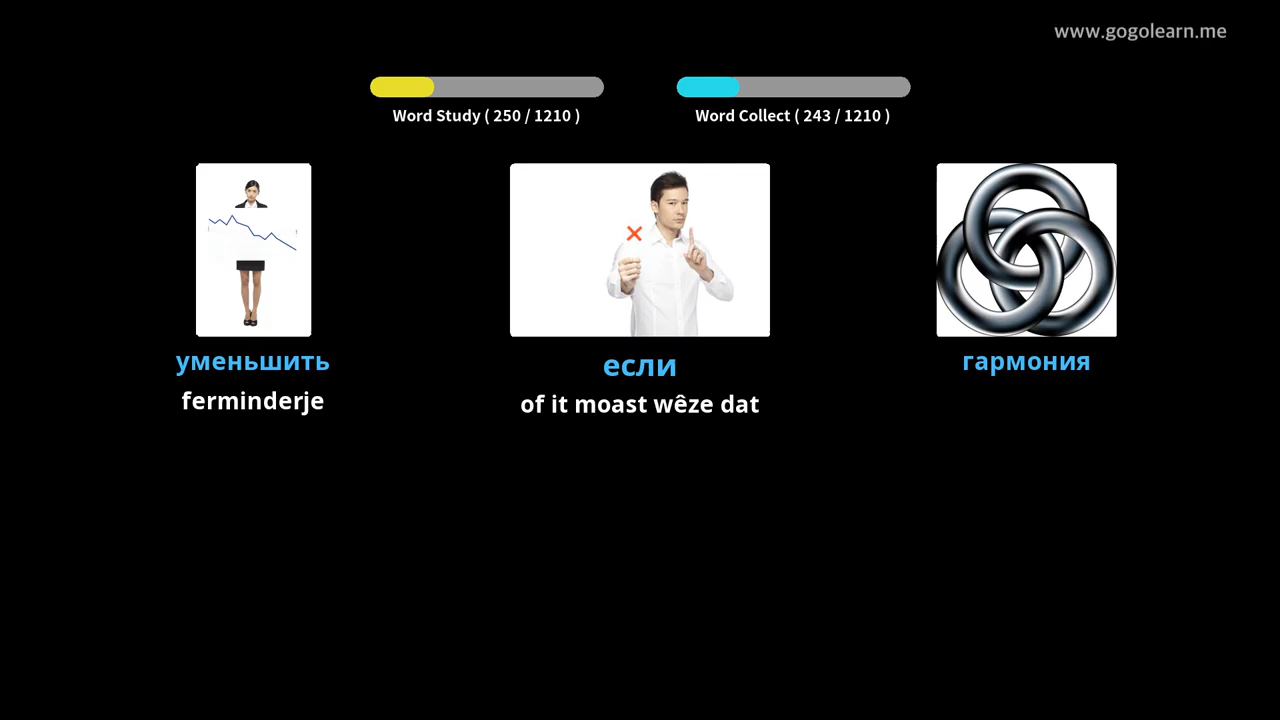 www.gogolearn.me
Word Study ( 250 / 1210 )
Word Collect ( 243 / 1210 )
уменьшить
если
гармония
ferminderje
of it moast wêze dat